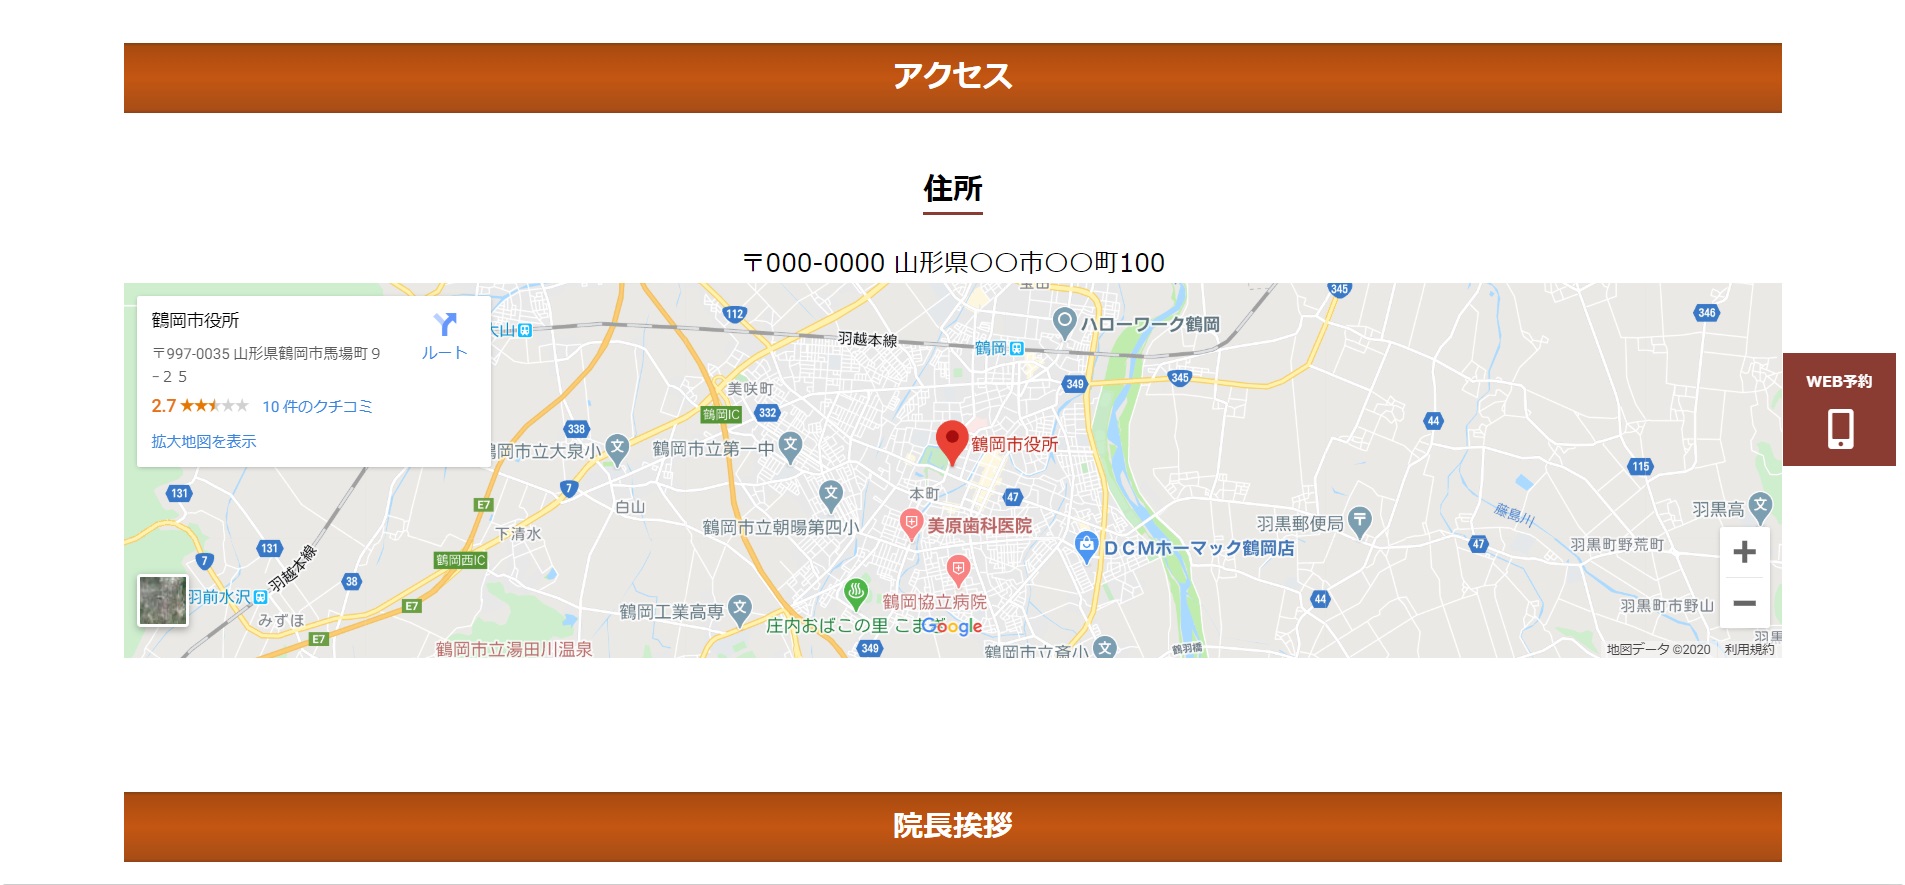 アクセス
住所
〒000-0000 山形県〇〇市〇〇町100
鶴岡市役所
〒997-0035 山形県鶴岡市馬場町９
−２５
ルート
2.7
10 件のクチコミ
拡大地図を表示
大山
112
羽越本線
鶴岡
ハローワーク鶴岡
345
346
349
345
美咲町
鶴岡IC
332
338
鶴岡市立大泉小
鶴岡市立第一中
鶴岡市役所
44
115
WEB予約
131
7
E7
白山
本町
47
下清水
鶴岡市立朝暘第四小
美原歯科医院
羽黒郵便局
藤島川
羽黒高
131
7
鶴岡西IC
ＤＣＭホーマック鶴岡店
47
羽黒町野荒町
羽越本線
38
羽前水沢
みずほ
E7
E7
鶴岡工業高専
鶴岡協立病院
44
羽黒町市野山
庄内おばこの里 こまぎ
Google
鶴岡市立湯田川温泉
349
鶴岡市立斎小
鶴羽橋
地図データ ©2020
利用規約
院長挨拶